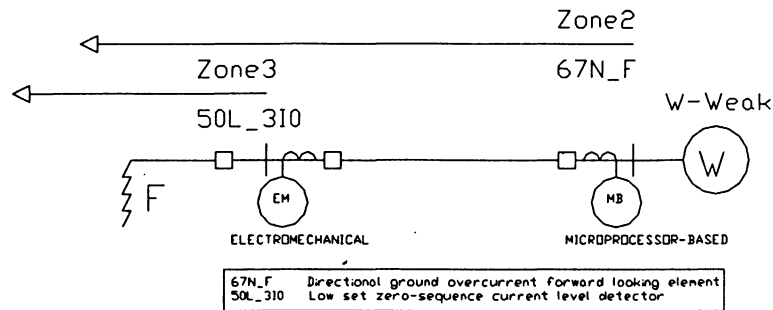 Zone2
Zone3
67N_F
50L_3I0
W-Weak
F
EM
MB
W
ELECTROMECHANICAL
MICROPROCESSOR-BASED
67N_F Directional ground overcurrent forward looking element
50L_3I0 Low set zero-sequence current level detector